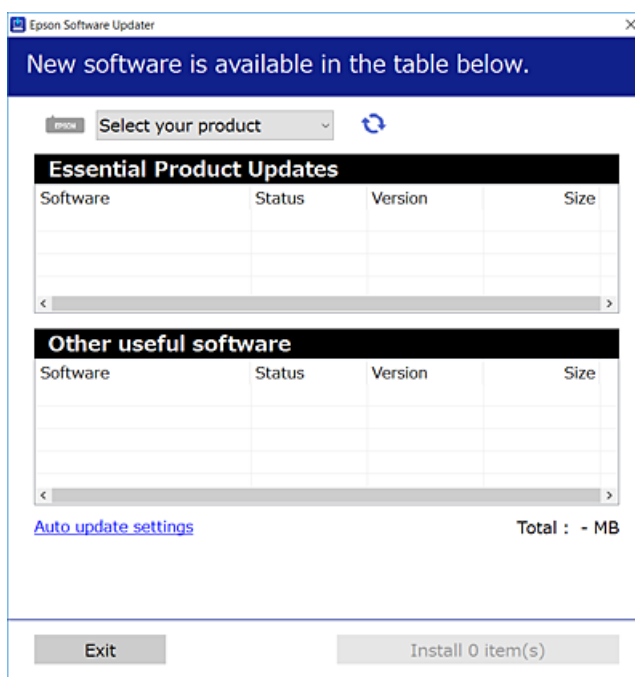 Epson Software Updater
New software is available in the table below.
EPSON Select your product
Essential Product Updates
Software Status Version Size
Other useful software
Software Status Version Size
Auto update settings Total : - MB
Exit Install 0 item(s)